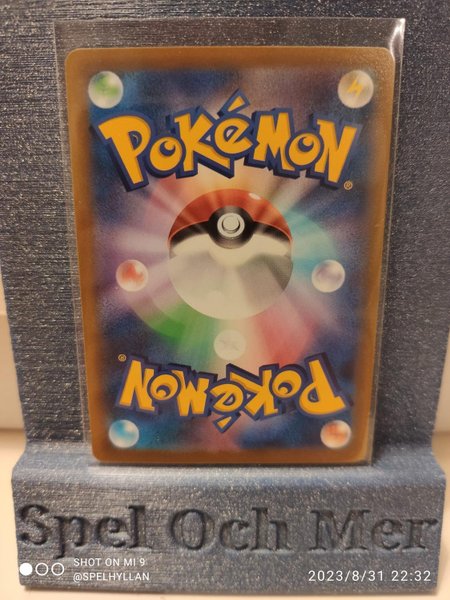 POKéMON®
POKéMON®
Spel Och Mer
SHOT ON MI 9
@SPELHYLLAN
2023/8/31 22:32